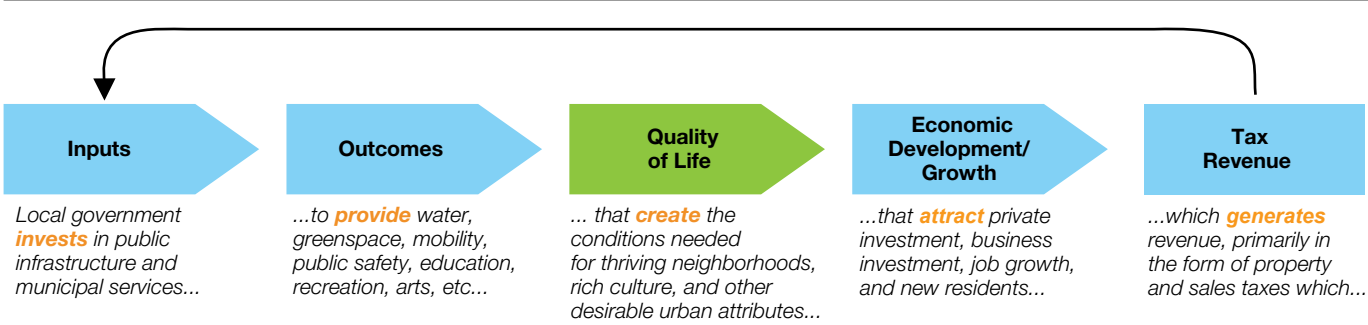 Inputs
Local government
invests in public
infrastructure and
municipal services...
Outcomes
...to provide water,
greenspace, mobility,
public safety, education,
recreation, arts, etc...
Quality
of Life
... that create the
conditions needed
for thriving neighborhoods,
rich culture, and other
desirable urban attributes...
Economic
Development/
Growth
...that attract private
investment, business
investment, job growth,
and new residents...
Tax
Revenue
...which generates
revenue, primarily in
the form of property
and sales taxes which...